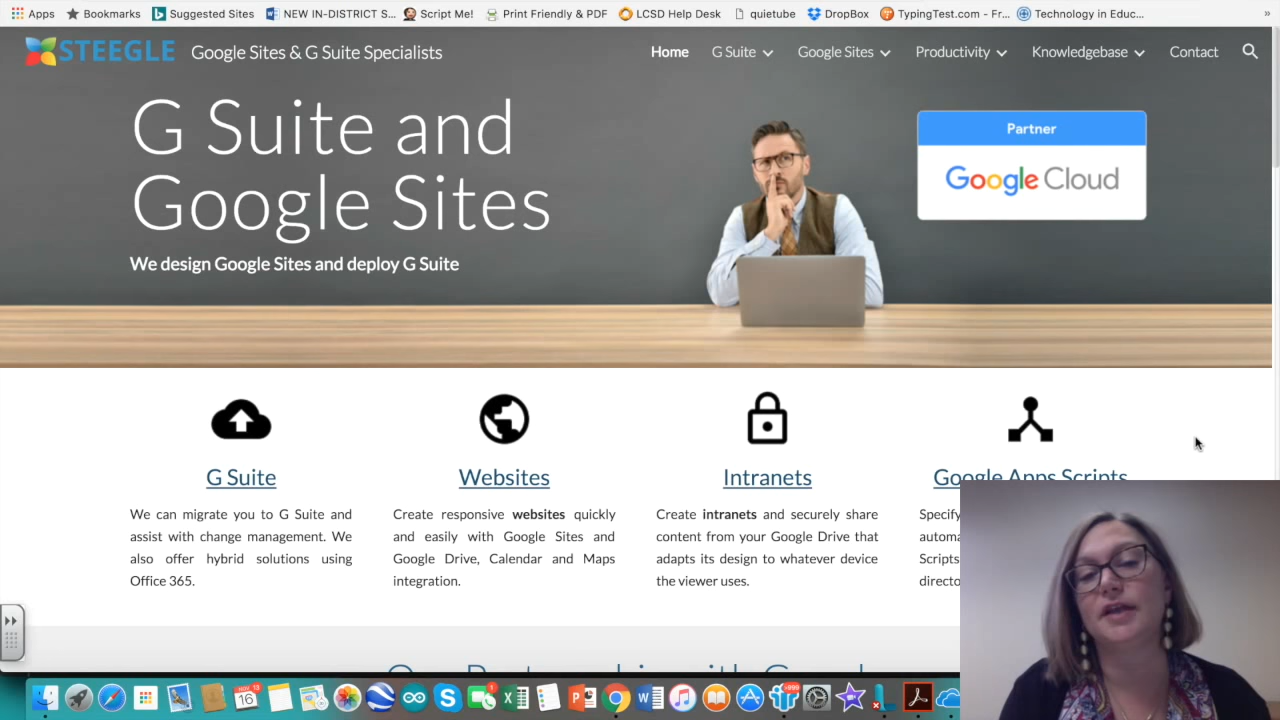 Apps Bookmarks Suggested Sites NEW IN-DISTRICT S... Script Me! Print Friendly & PDF LCSD Help Desk quietube DropBox TypingTest.com - Fr... Technology in Educ... »
STEEGLE Google Sites & G Suite Specialists Home G Suite Google Sites Productivity Knowledgebase Contact
G Suite and
Google Sites
We design Google Sites and deploy G Suite
Partner
Google Cloud
G Suite Websites Intranets Google Apps Scripts
We can migrate you to G Suite and
assist with change management. We
also offer hybrid solutions using
Office 365.
Create responsive websites quickly
and easily with Google Sites and
Google Drive, Calendar and Maps
integration.
Create intranets and securely share
content from your Google Drive that
adapts its design to whatever device
the viewer uses.
Specify
automa
Scripts
directo
Our Partnership with Google
NOV 16